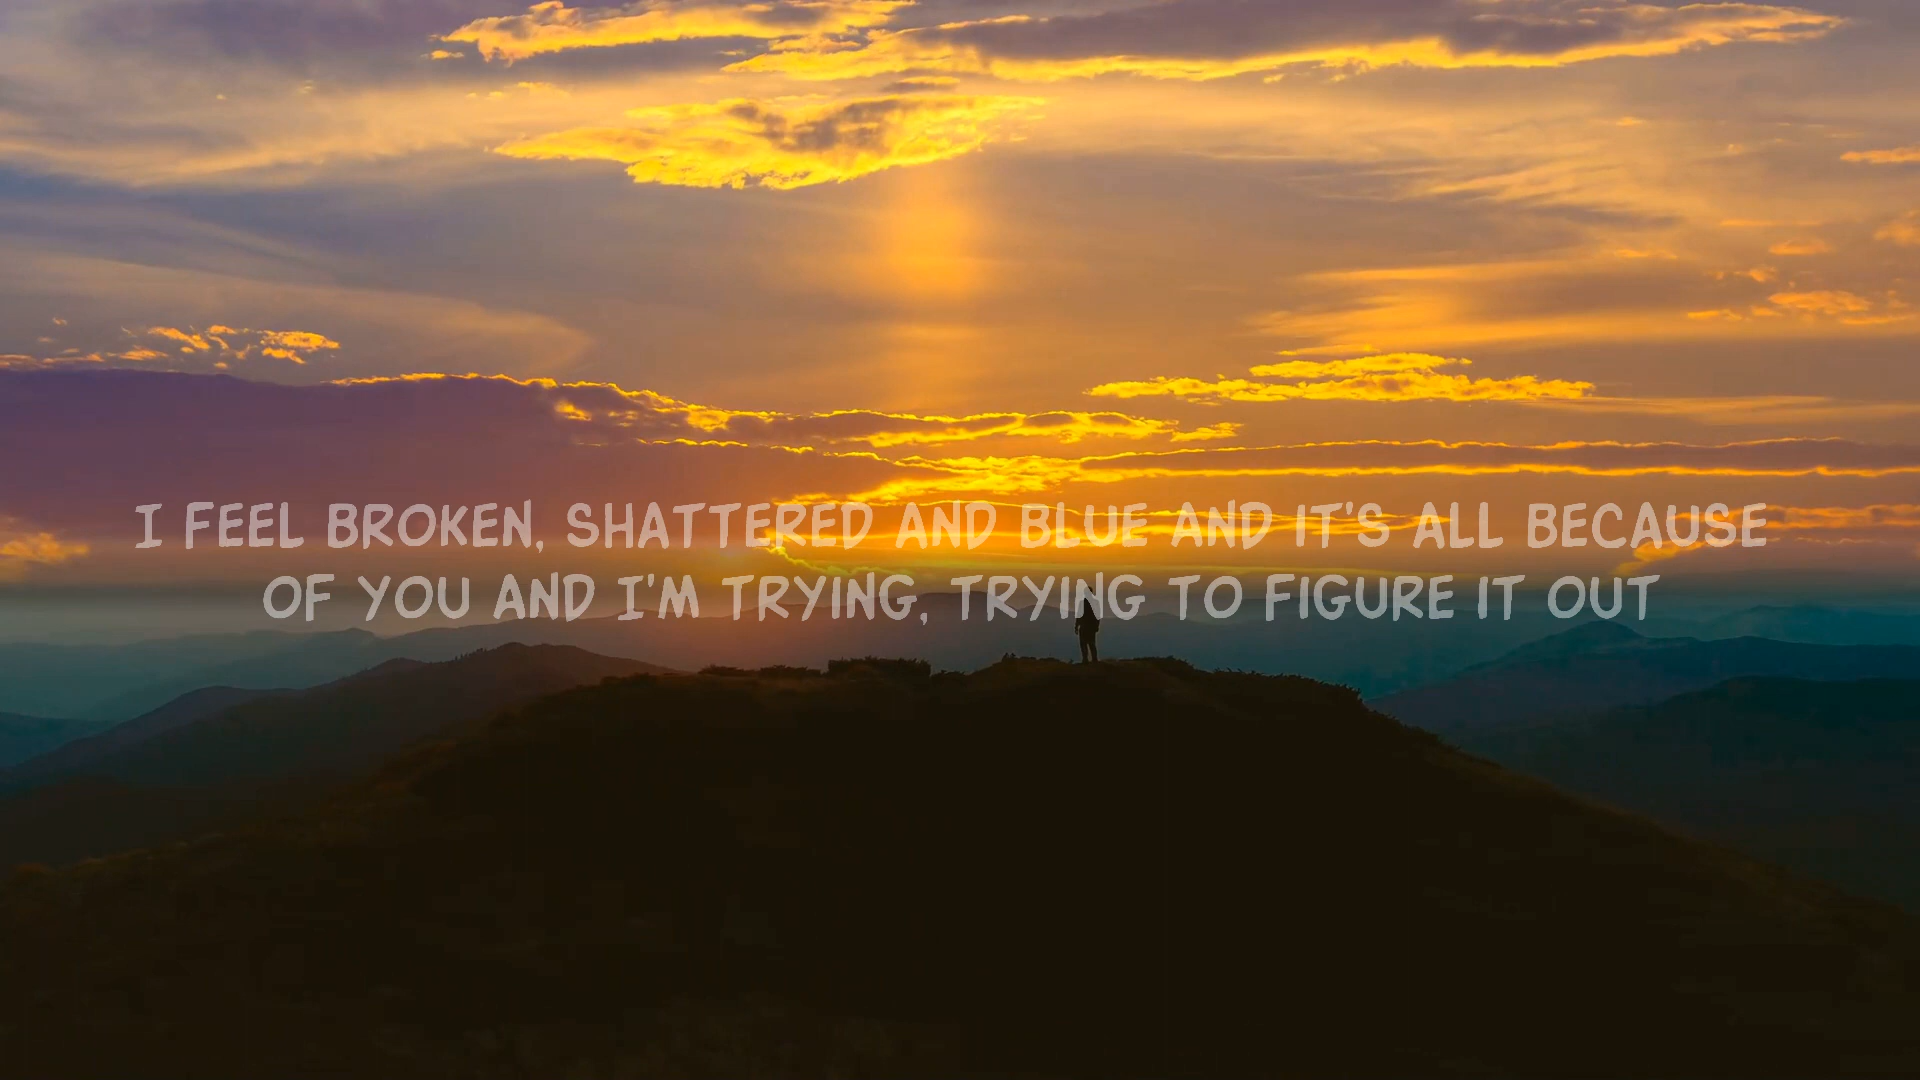 I FEEL BROKEN, SHATTERED AND BLUE AND IT'S ALL BECAUSE
OF YOU AND I'M TRYING, TRYING TO FIGURE IT OUT